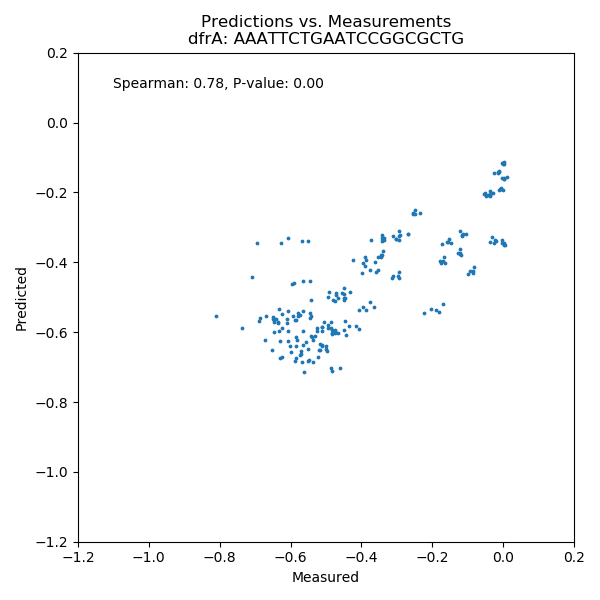 Predictions vs. Measurements
dfrA: AAATTCTGAATCCGGCGCTG
Spearman: 0.78, P-value: 0.00
0.2
0.0
−0.2
−0.4
−0.6
−0.8
−1.0
−1.2
Predicted
−1.2 −1.0 −0.8 −0.6 −0.4 −0.2 0.0 0.2
Measured